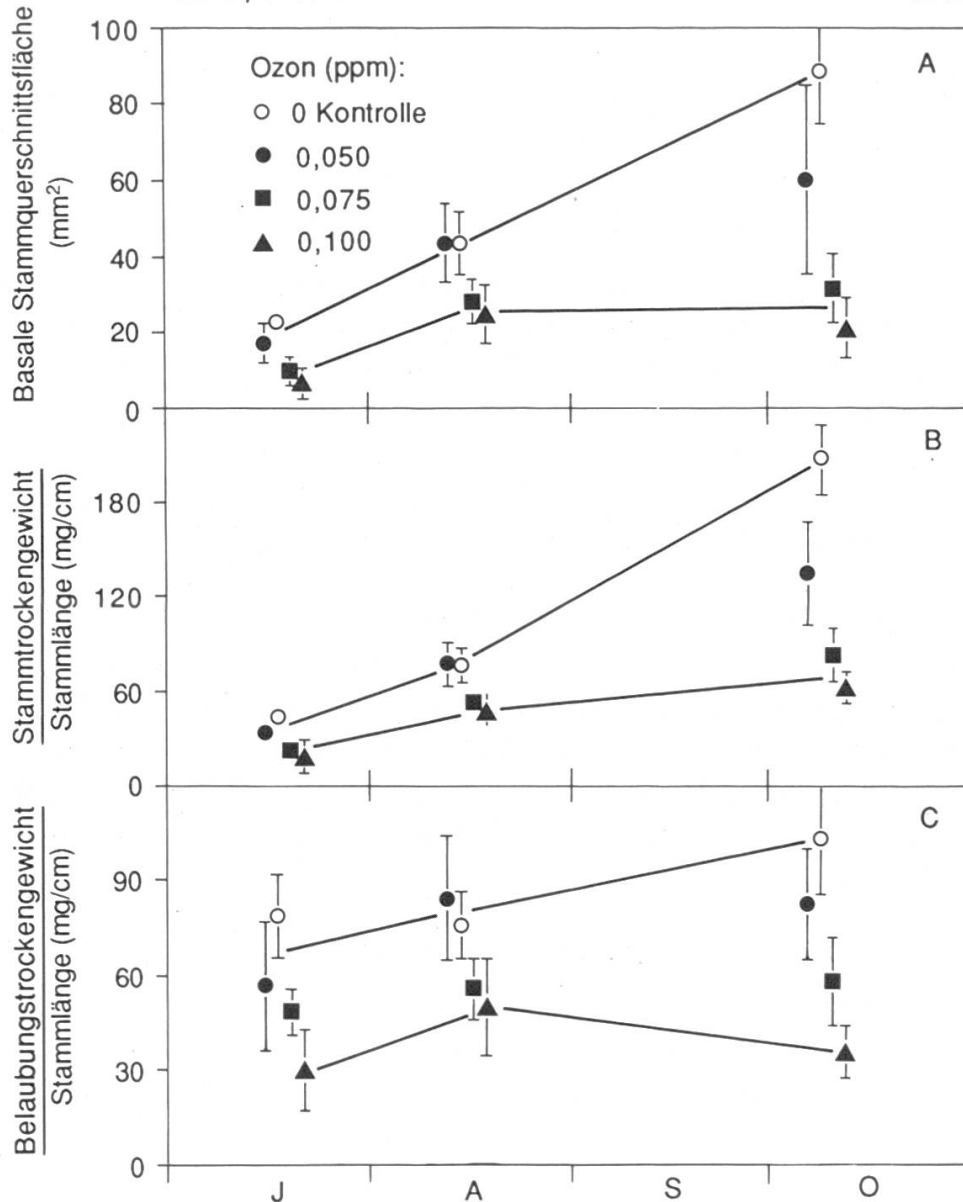 100
80
60
40
20
0
Basale Stammquerschnittsfläche
(mm²)
A
Ozon (ppm):
0 Kontrolle
0,050
0,075
0,100
180
120
60
0
Stammtrockengewicht
Stammlänge (mg/cm)
B
90
60
30
0
Belaubungstrockengewicht
Stammlänge (mg/cm)
C
J A S O